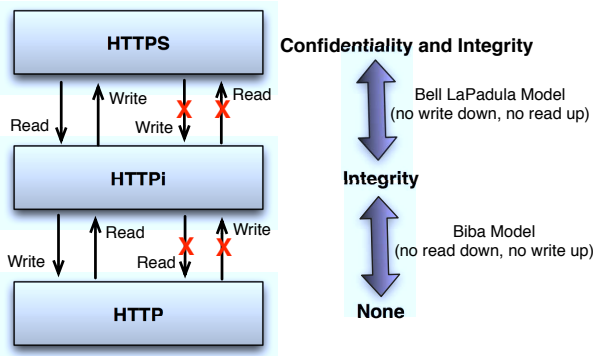 HTTPS
Confidentiality and Integrity
Write
Read
Read
Write
X X
Bell LaPadula Model
(no write down, no read up)
HTTPi
Integrity
Read
Write
Write
Read
X X
Biba Model
(no read down, no write up)
HTTP
None